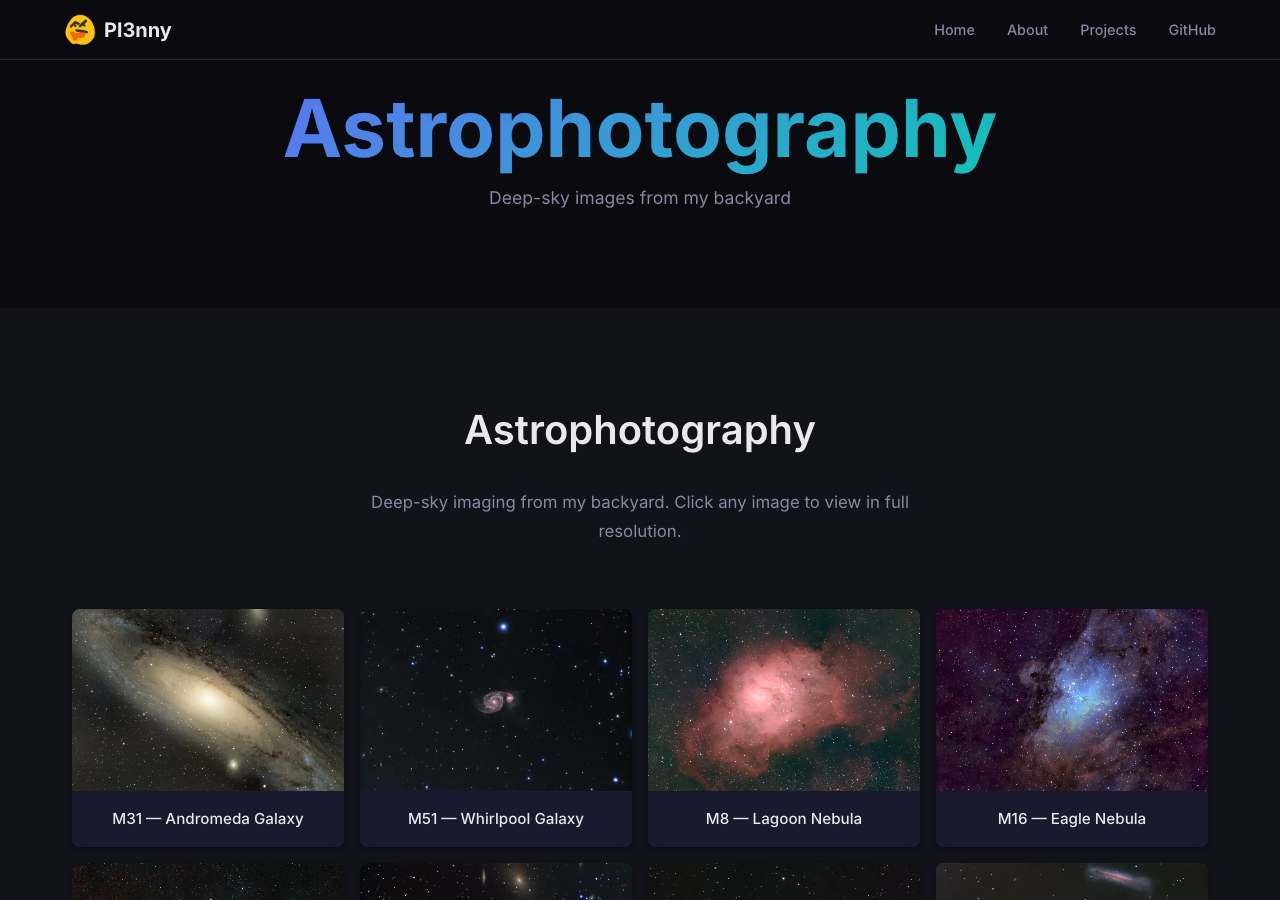 Pl3nny
Home
About
Projects
GitHub
Astrophotography
Deep-sky images from my backyard
Astrophotography
Deep-sky imaging from my backyard. Click any image to view in full
resolution.
M31 — Andromeda Galaxy
M51 — Whirlpool Galaxy
M8 — Lagoon Nebula
M16 — Eagle Nebula